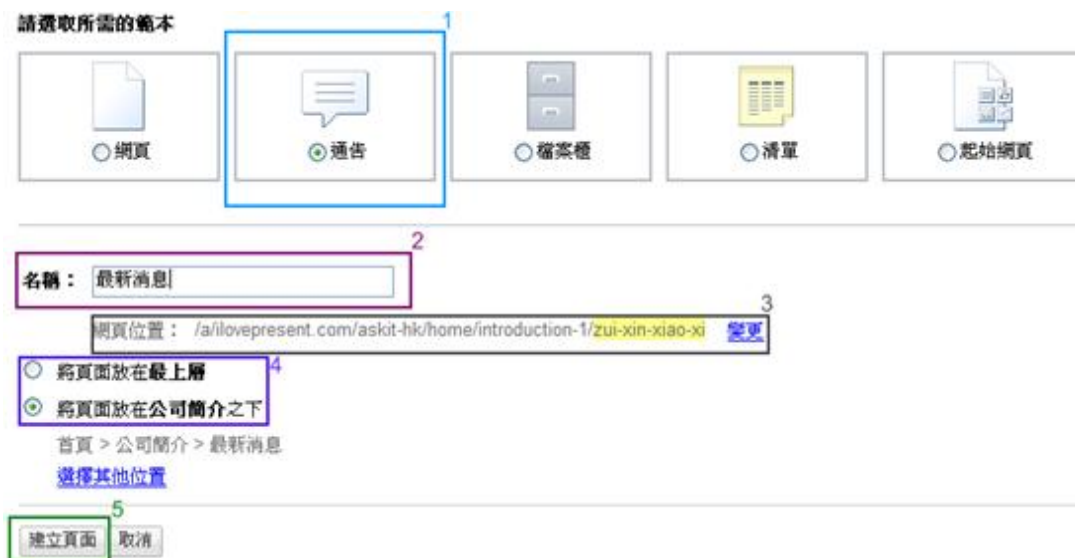 請選取所需的範本
1
網頁
通告
檔案櫃
清單
起始網頁
2
名稱： 最新消息
3
網頁位置： /a/ilovepresent.com/askit-hk/home/introduction-1/zui-xin-xiao-xi 變更
4
將頁面放在最上層
將頁面放在公司簡介之下
首頁 > 公司簡介 > 最新消息
選擇其他位置
5
建立頁面 取消